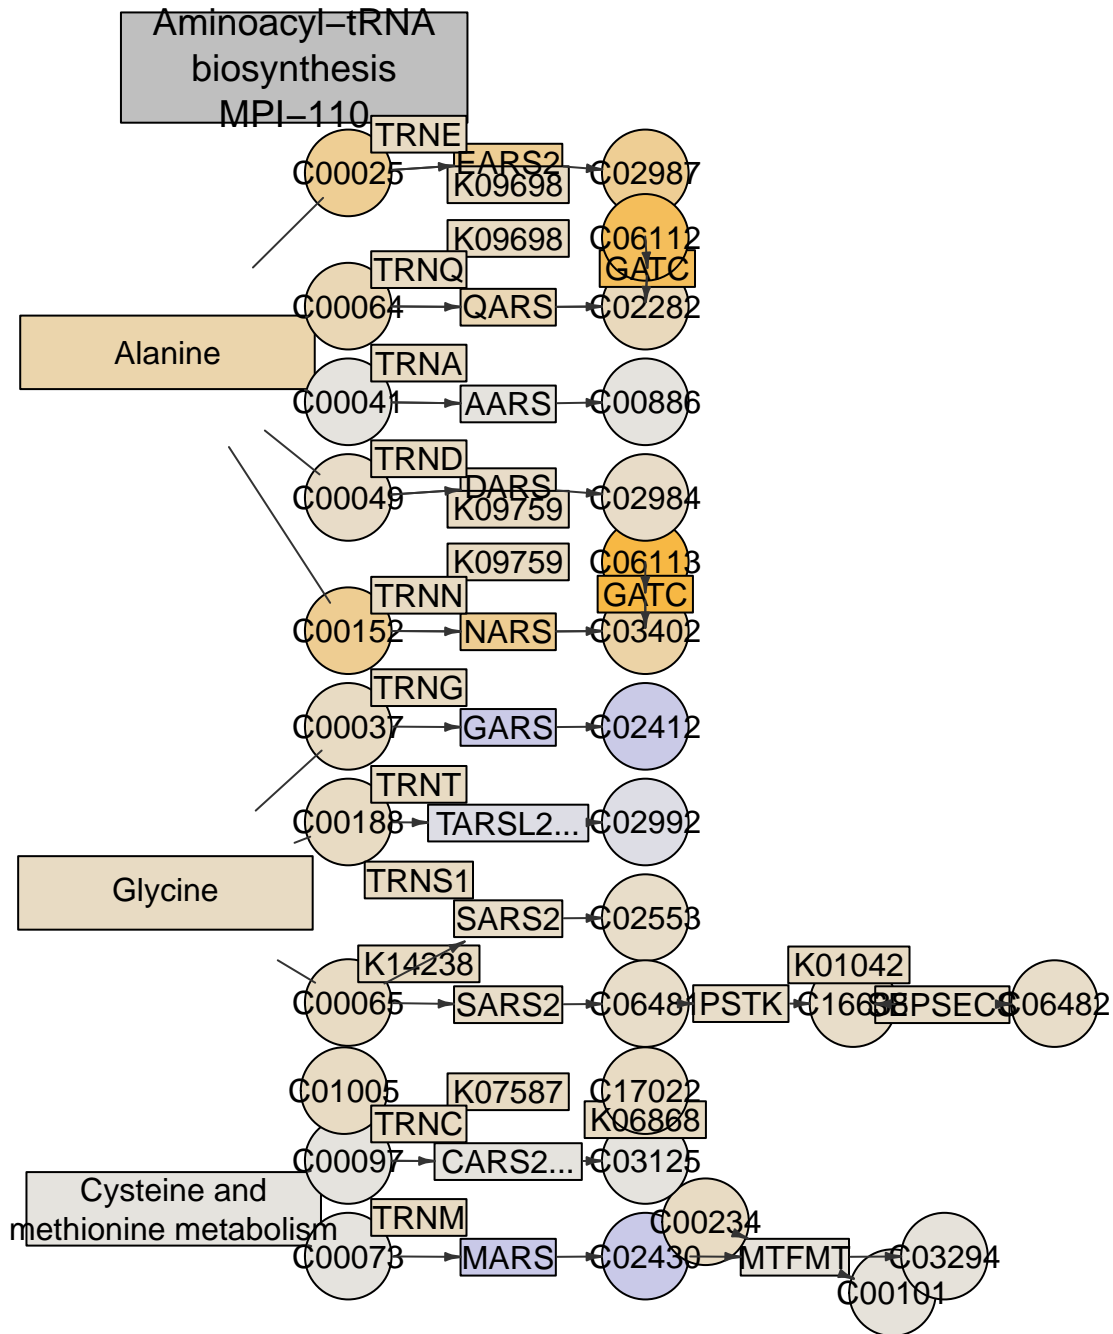 Aminoacyl−tRNA
biosynthesis
MPI−110
TRNE
C00025
EARS2
C02987
K09698
K09698
C06112
TRNQ
GATC
C00064
QARS
C02282
Alanine
TRNA
C00041
AARS
C00886
TRND
C00049
DARS
C02984
K09759
K09759
C06113
TRNN
GATC
C00152
NARS
C03402
TRNG
C00037
GARS
C02412
TRNT
C00188
TARSL2...
C02992
TRNS1
Glycine
SARS2
C02553
K14238
K01042
C00065
SARS2
C06481
PSTK
C16638
SEPSECS
C06482
C01005
K07587
C17022
TRNC
K06868
C00097
CARS2...
C03125
Cysteine and
methionine metabolism
TRNM
C00234
C00073
MARS
C02430
MTFMT
C03294
C00101